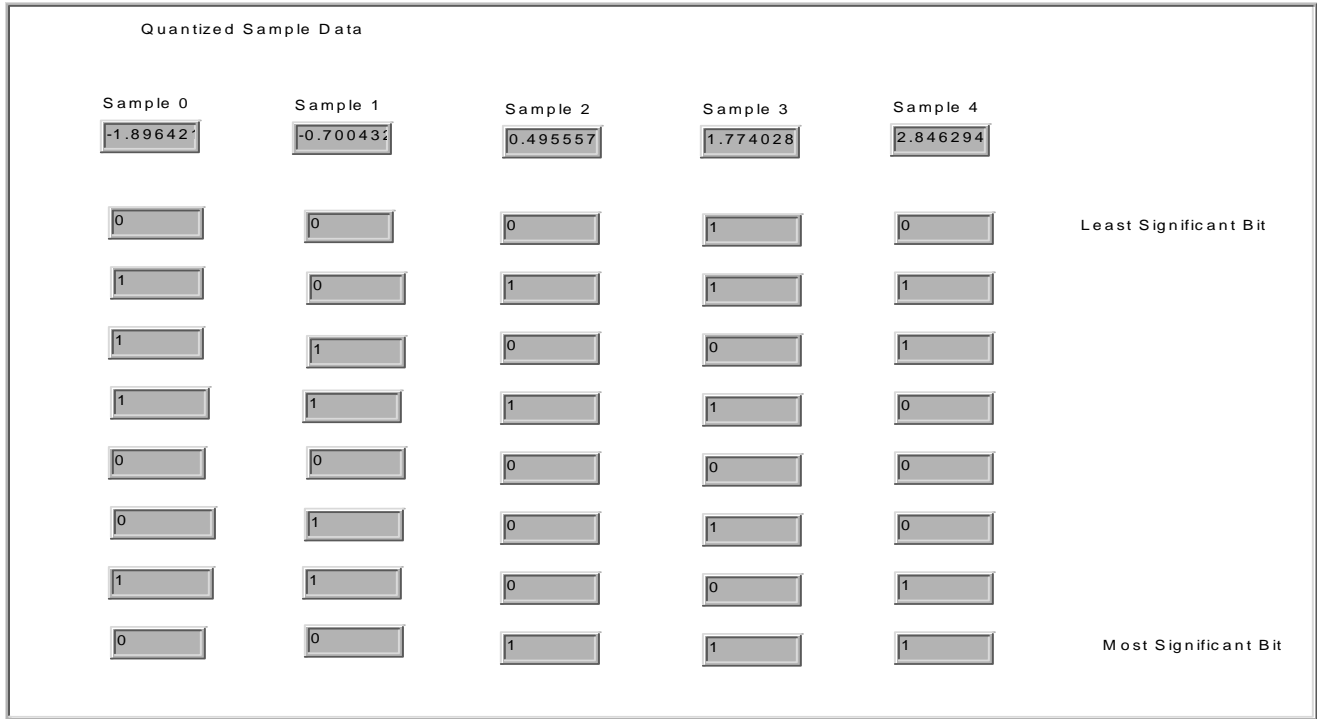 Quantized Sample Data
Sample 0 Sample 1 Sample 2 Sample 3 Sample 4
-1.896421 -0.700432 0.495557 1.774028 2.846294
0 0 0 1 0 Least Significant Bit
1 0 1 1 1
1 1 0 0 1
1 1 1 1 0
0 0 0 0 0
0 1 0 1 0
1 1 0 0 1
0 0 1 1 1 Most Significant Bit